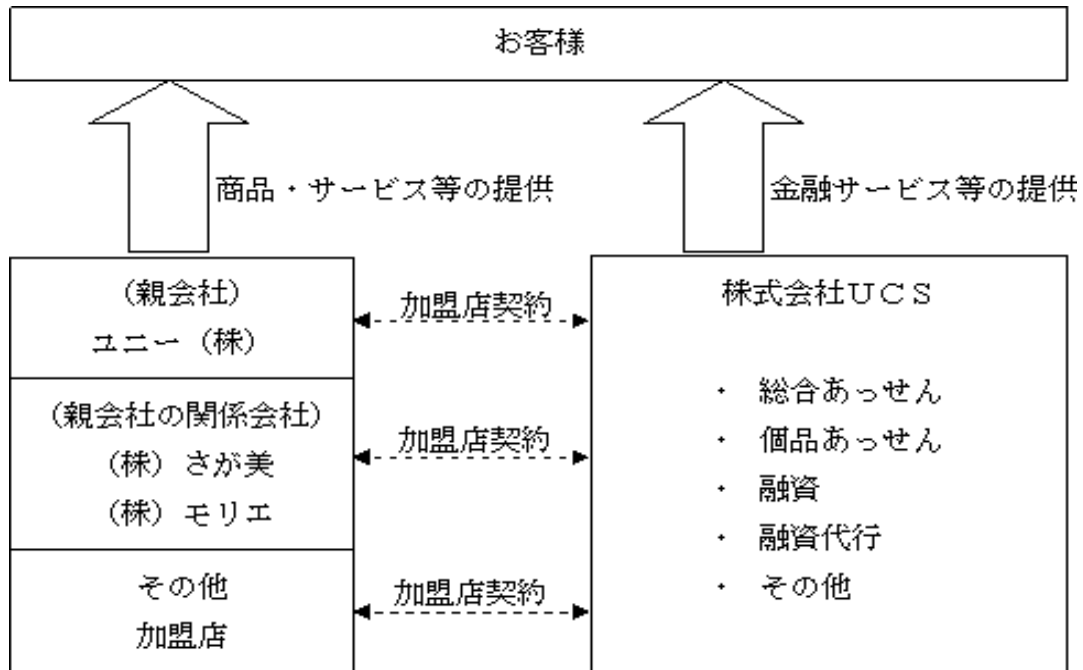 お客様
商品・サービス等の提供
金融サービス等の提供
(親会社)
ユニー(株)
(親会社の関係会社)
(株)さが美
(株)モリエ
その他
加盟店
加盟店契約
加盟店契約
加盟店契約
株式会社UCS
・ 総合あっせん
・ 個品あっせん
・ 融資
・ 融資代行
・ その他